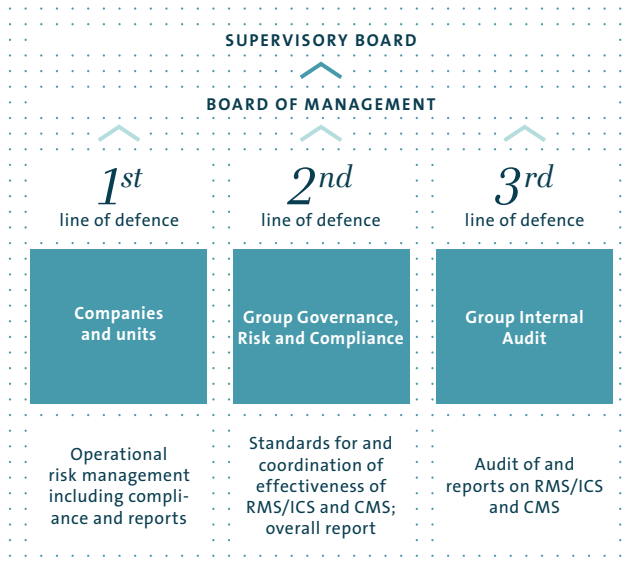 SUPERVISORY BOARD
BOARD OF MANAGEMENT
1st
line of defence
2nd
line of defence
3rd
line of defence
Companies
and units
Group Governance,
Risk and Compliance
Group Internal
Audit
Operational
risk management
including compli-
ance and reports
Standards for and
coordination of
effectiveness of
RMS/ICS and CMS;
overall report
Audit of and
reports on RMS/ICS
and CMS